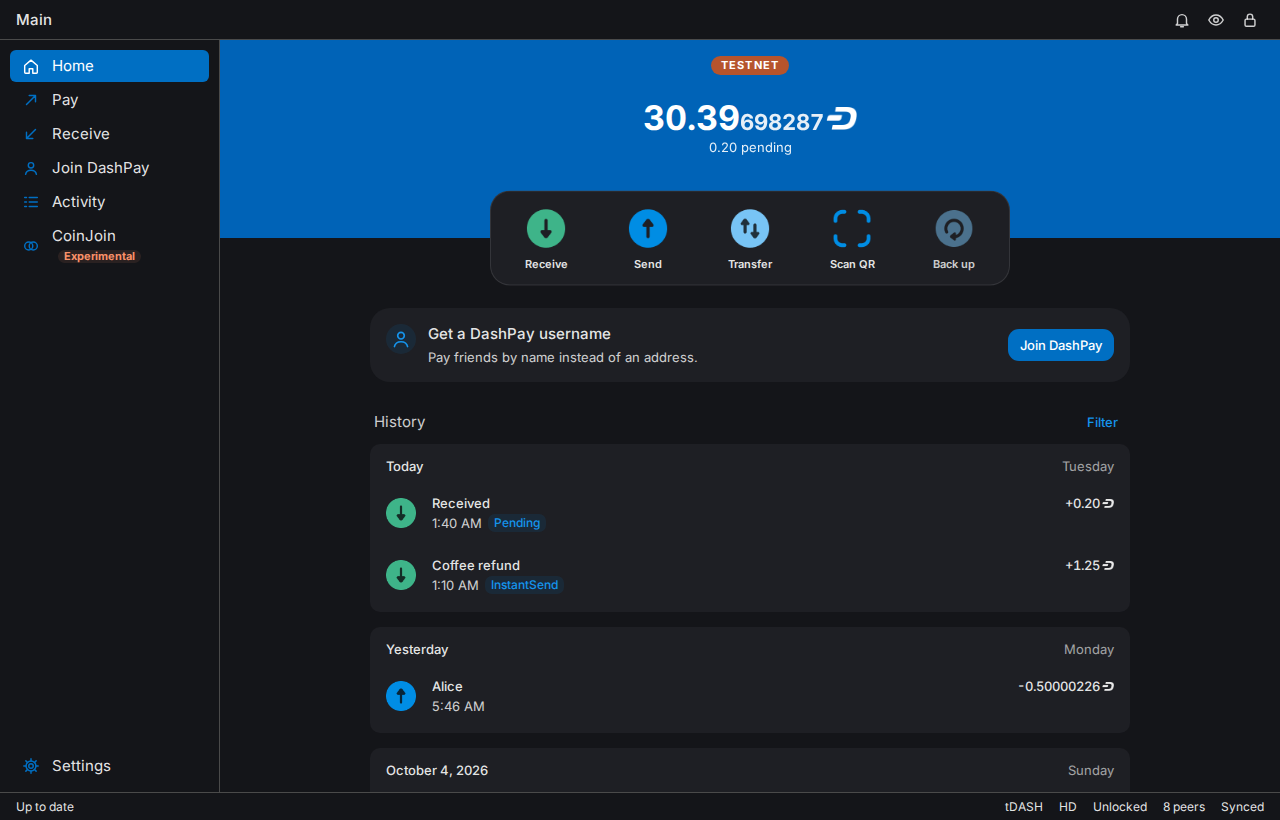 Main
Home
Pay
Receive
Join DashPay
Activity
CoinJoin
Experimental
Settings
TESTNET
30.39698287
0.20 pending
Receive
Send
Transfer
Scan QR
Back up
Get a DashPay username
Pay friends by name instead of an address.
Join DashPay
History
Filter
Today
Tuesday
Received
+0.20
1:40 AM Pending
Coffee refund
+1.25
1:10 AM InstantSend
Yesterday
Monday
Alice
-0.50000226
5:46 AM
October 4, 2026
Sunday
Up to date
tDASH
HD
Unlocked
8 peers
Synced